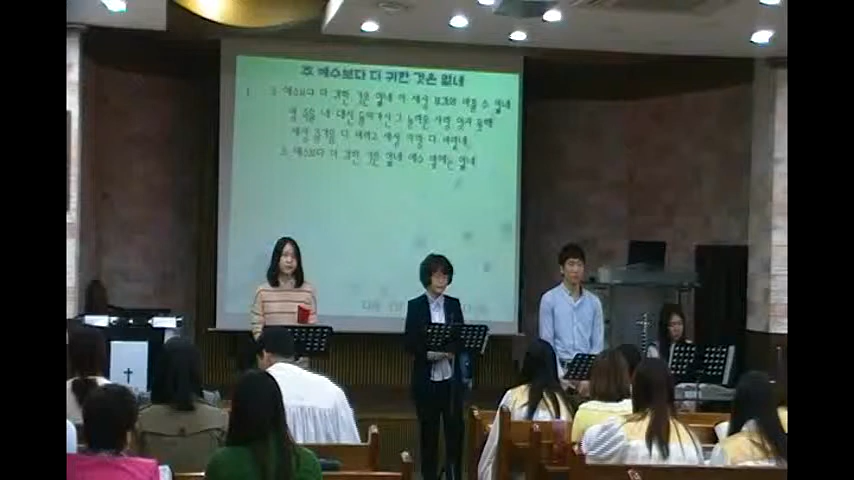 주 예수보다 더 귀한 것은 없네
1. 주 예수보다 더 귀한 것은 없네 이 세상 부귀와 바꿀 수 없네
영 죽을 내 대신 돌아가신 그 놀라운 사랑 잊지 못해
세상 즐거움 다 버리고 세상 자랑 다 버렸네
주 예수보다 더 귀한 것은 없네 예수 밖에는 없네